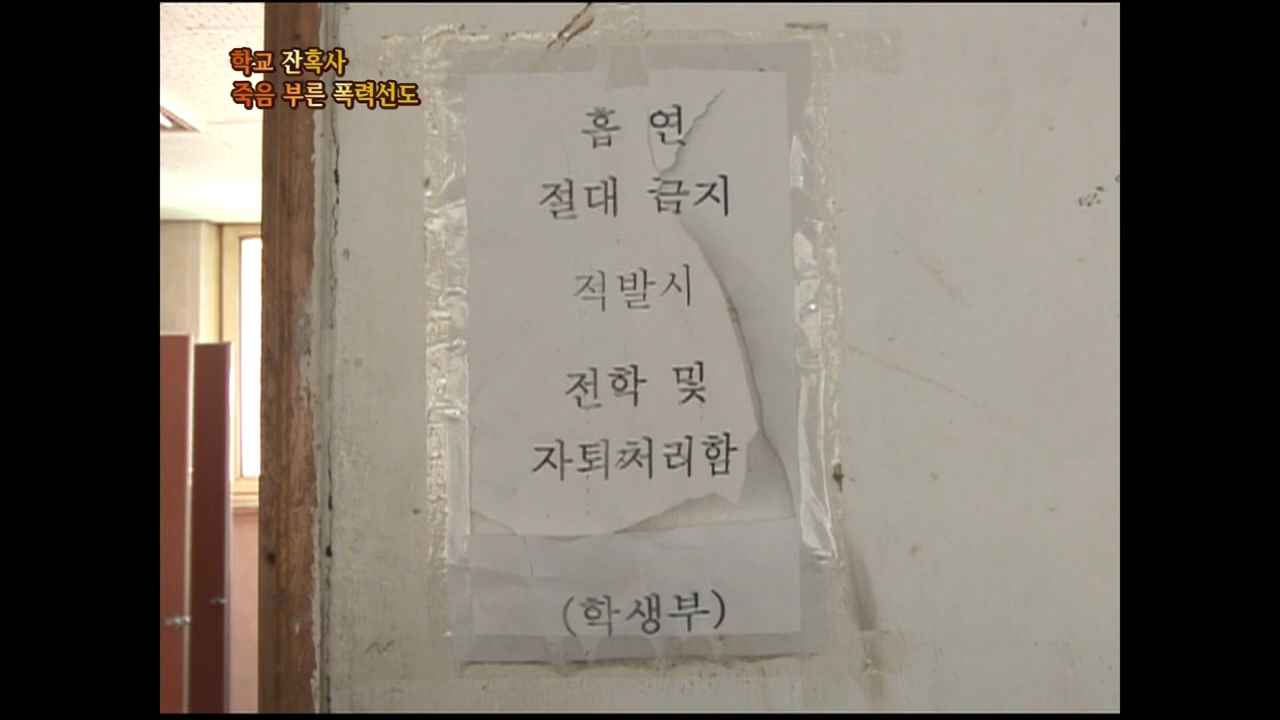 학교 잔혹사
죽음 부른 폭력선도
흡 연
절대 금지
적발시
전학 및
자퇴처리함
(학생부)